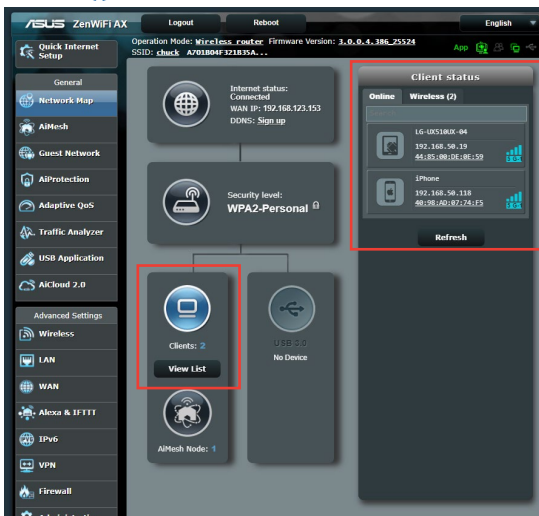 ASUS ZenWiFi AX
Logout
Reboot
English
Quick Internet Setup
Operation Mode: Wireless router Firmware Version: 3.0.0.4.386_25524
SSID: chuck A701B04F321B35A...
App
General
Network Map
AiMesh
Guest Network
AiProtection
Adaptive QoS
Traffic Analyzer
USB Application
AiCloud 2.0
Advanced Settings
Wireless
LAN
WAN
Alexa & IFTTT
IPv6
VPN
Firewall
Internet status:
Connected
WAN IP: 192.168.123.153
DDNS: Sign up
Security level:
WPA2-Personal
Clients: 2
View List
USB 3.0
No Device
AiMesh Node: 1
Client status
Online
Wireless (2)
LG-UX510UX-04
192.168.50.19
44:85:00:DE:0E:59
iPhone
192.168.50.118
40:98:AD:07:74:F5
Refresh